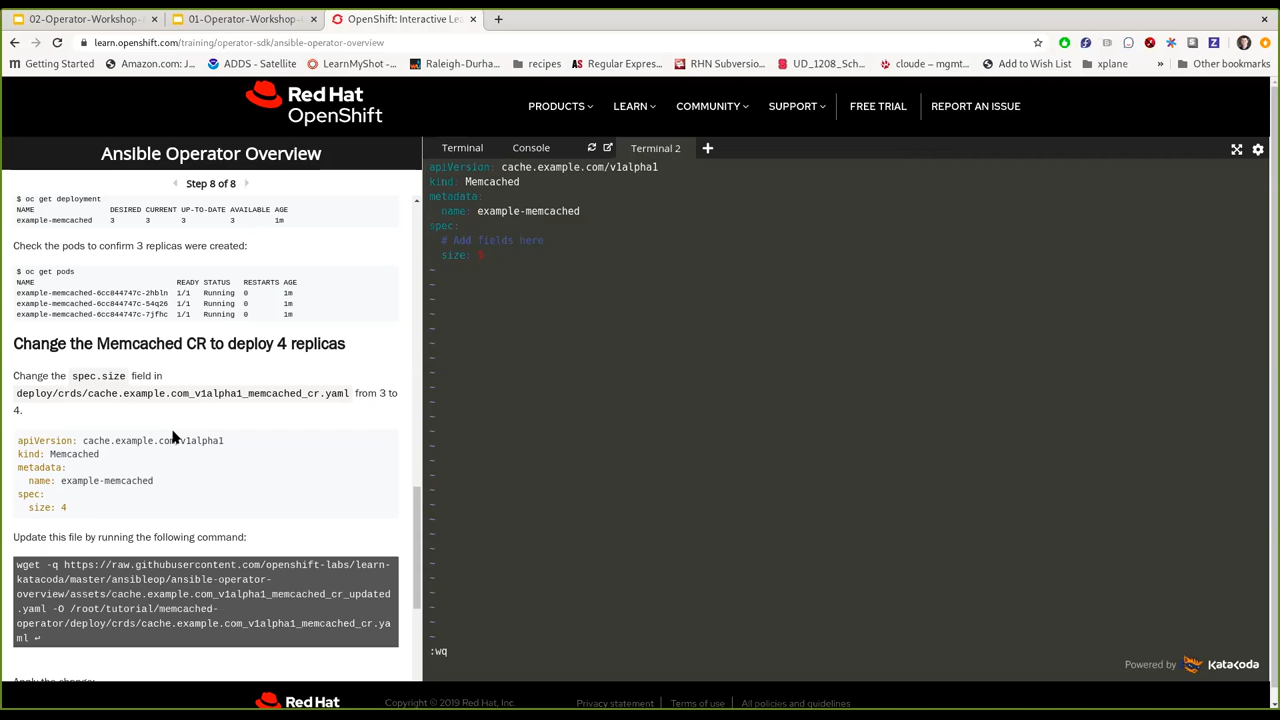 02-Operator-Workshop-
01-Operator-Workshop-
OpenShift: Interactive Lea
learn.openshift.com/training/operator-sdk/ansible-operator-overview
Getting Started
Amazon.com: J...
ADDS - Satellite
LearnMyShot -...
Raleigh-Durha...
recipes
Regular Expres...
RHN Subversio...
UD_1208_Sch...
cloude – mgmt...
Add to Wish List
xplane
»
Other bookmarks
Red Hat
OpenShift
PRODUCTS
LEARN
COMMUNITY
SUPPORT
FREE TRIAL
REPORT AN ISSUE
Ansible Operator Overview
Step 8 of 8
$ oc get deployment
NAME DESIRED CURRENT UP-TO-DATE AVAILABLE AGE
example-memcached 3 3 3 3 1m
Check the pods to confirm 3 replicas were created:
$ oc get pods
NAME READY STATUS RESTARTS AGE
example-memcached-6cc844747c-2hbln 1/1 Running 0 1m
example-memcached-6cc844747c-54q26 1/1 Running 0 1m
example-memcached-6cc844747c-7jfhc 1/1 Running 0 1m
Change the Memcached CR to deploy 4 replicas
Change the spec.size field in
deploy/crds/cache.example.com_v1alpha1_memcached_cr.yaml from 3 to
4.
apiVersion: cache.example.com/v1alpha1
kind: Memcached
metadata:
name: example-memcached
spec:
size: 4
Update this file by running the following command:
wget -q https://raw.githubusercontent.com/openshift-labs/learn-
katacoda/master/ansibleop/ansible-operator-
overview/assets/cache.example.com_v1alpha1_memcached_cr_updated
.yaml -O /root/tutorial/memcached-
operator/deploy/crds/cache.example.com_v1alpha1_memcached_cr.ya
ml ↵
Apply the change:
Terminal
Console
Terminal 2
apiVersion: cache.example.com/v1alpha1
kind: Memcached
metadata:
name: example-memcached
spec:
# Add fields here
size:
:wq
Powered by
KATACODA
Red Hat
Copyright © 2019 Red Hat, Inc.
Privacy statement
Terms of use
All policies and guidelines